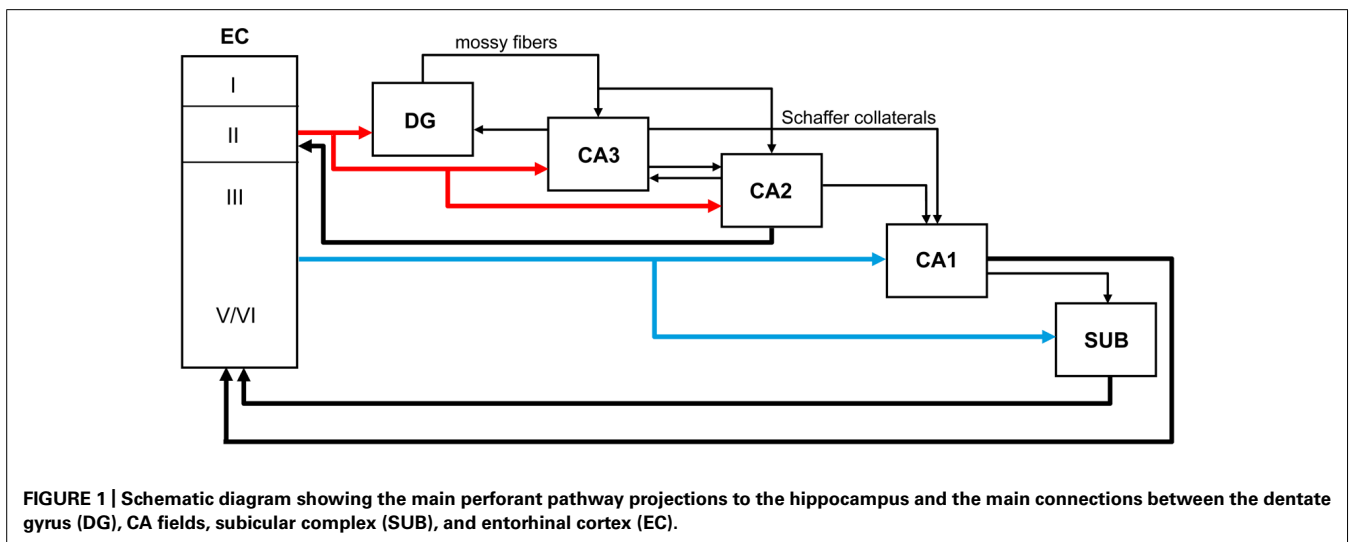 EC
mossy fibers
I
II
III
V/VI
DG
Schaffer collaterals
CA3
CA2
CA1
SUB
FIGURE 1 | Schematic diagram showing the main perforant pathway projections to the hippocampus and the main connections between the dentate
gyrus (DG), CA fields, subicular complex (SUB), and entorhinal cortex (EC).